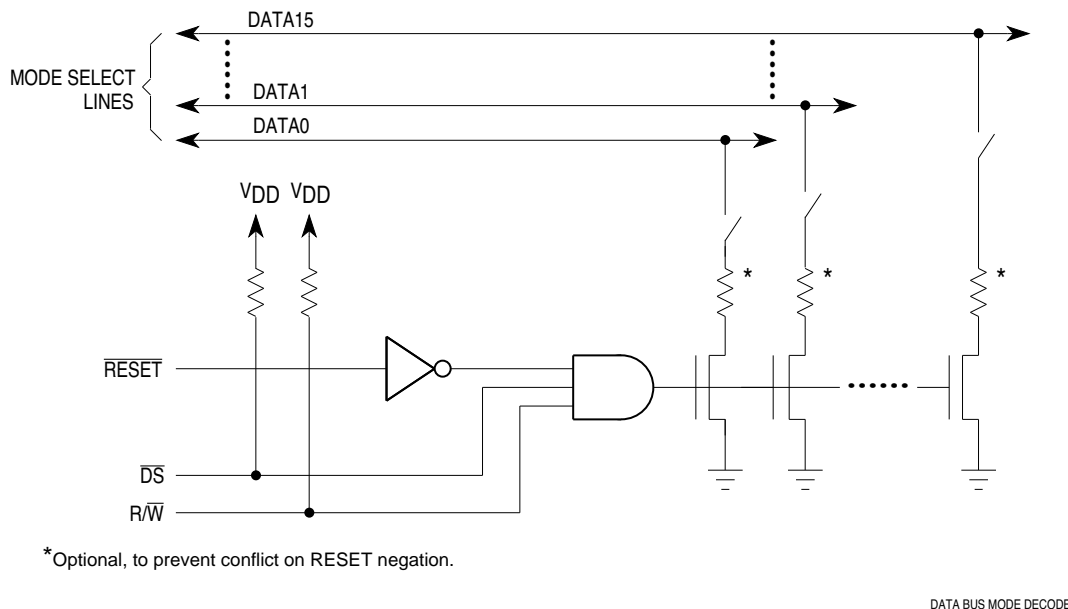 DATA15
MODE SELECT
LINES
DATA1
DATA0
VDD VDD
* * *
RESET
DS
R/W
*Optional, to prevent conflict on RESET negation.
DATA BUS MODE DECODE